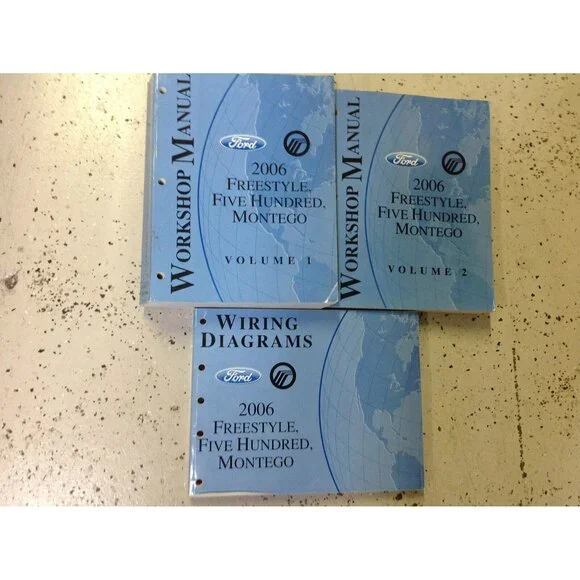 WORKSHOP MANUAL
Ford
2006
FREESTYLE,
FIVE HUNDRED,
MONTEGO
VOLUME 1
WORKSHOP MANUAL
Ford
2006
FREESTYLE,
FIVE HUNDRED,
MONTEGO
VOLUME 2
WIRING
DIAGRAMS
Ford
2006
FREESTYLE,
FIVE HUNDRED,
MONTEGO